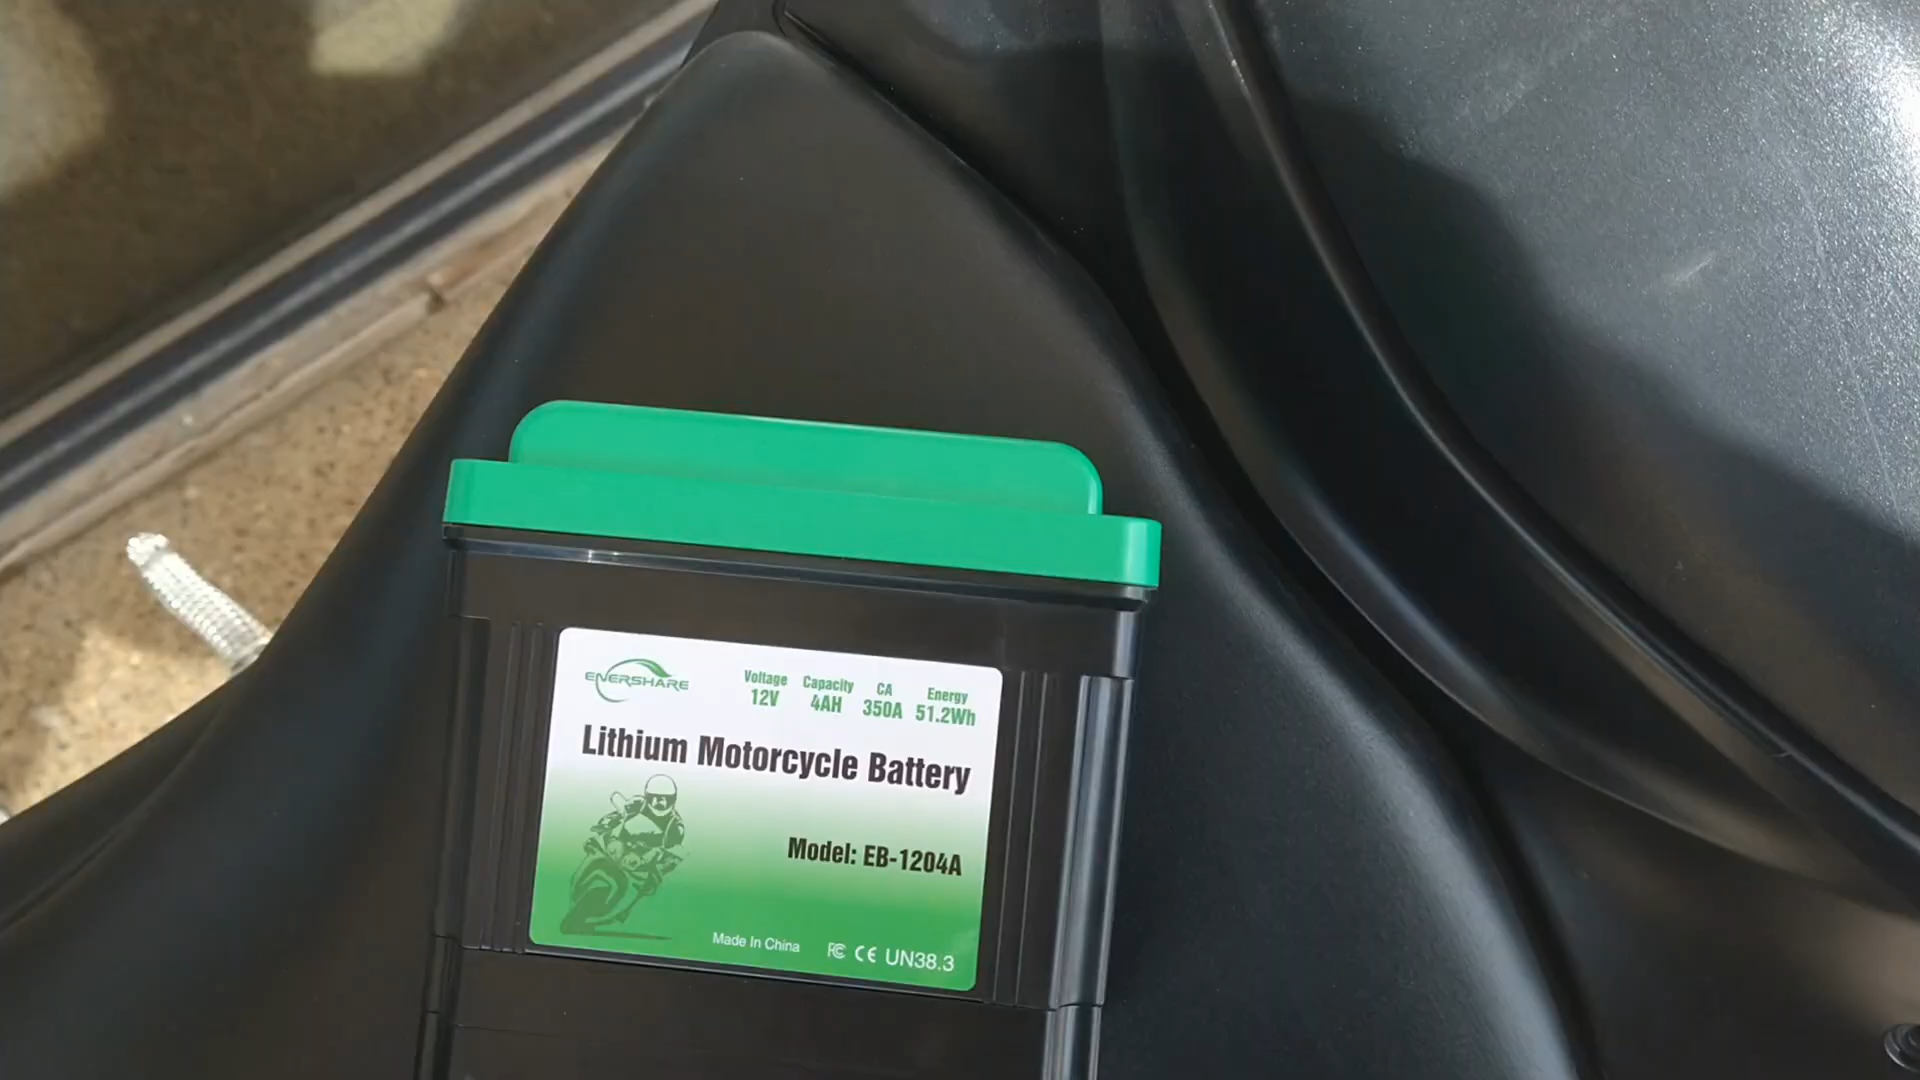 ENERSHARE
Voltage Capacity CA Energy
12V 4AH 350A 51.2Wh
Lithium Motorcycle Battery
Model: EB-1204A
Made In China FC CE UN38.3